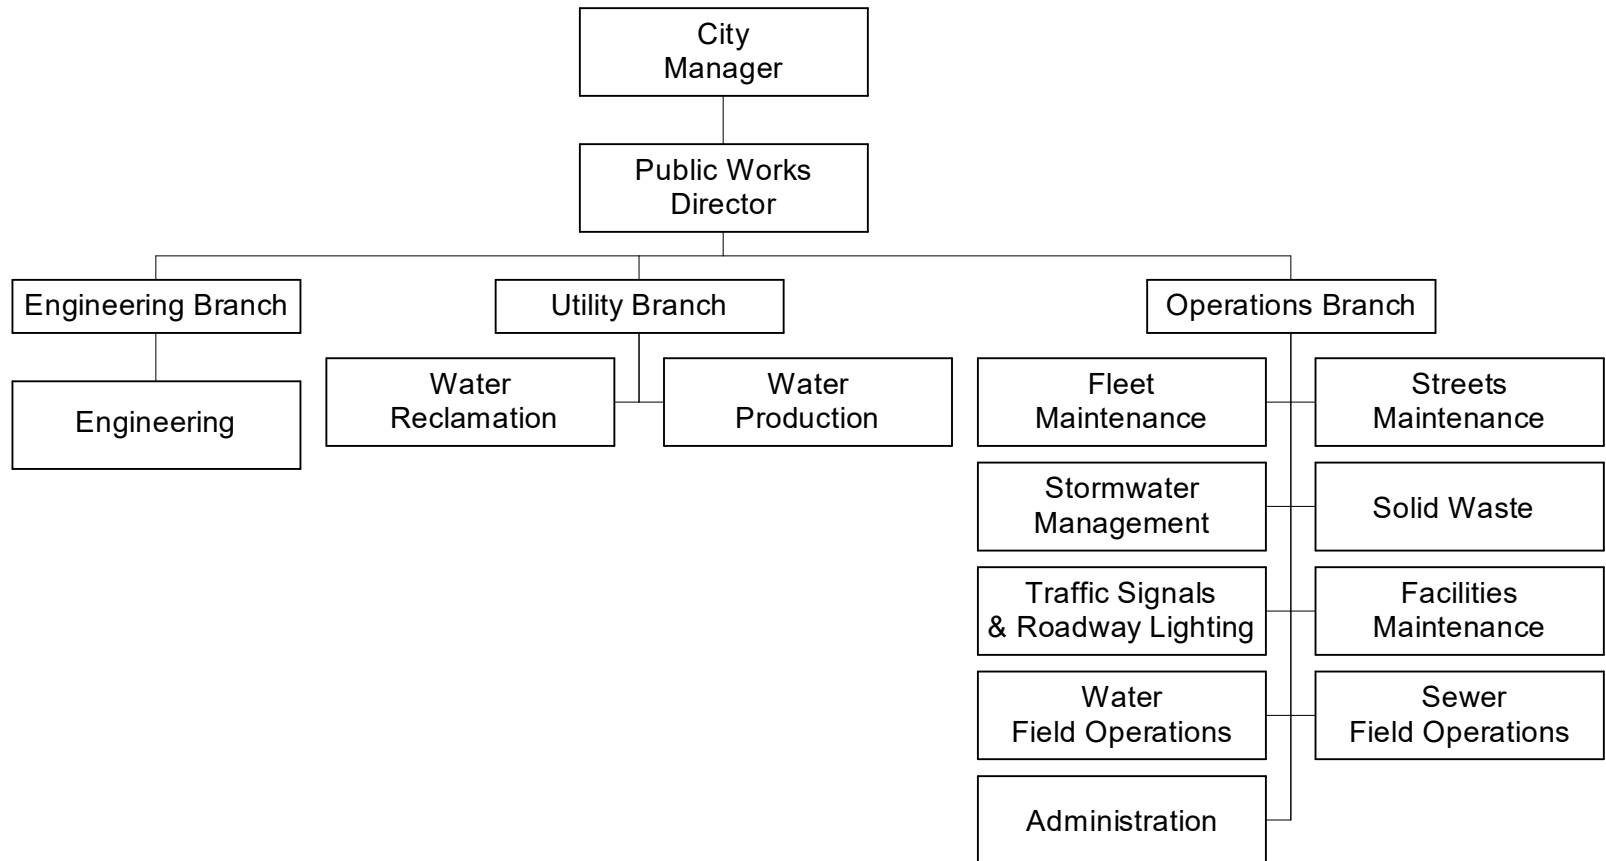 City
Manager
Public Works
Director
Engineering Branch
Utility Branch
Operations Branch
Engineering
Water
Reclamation
Water
Production
Fleet
Maintenance
Streets
Maintenance
Stormwater
Management
Solid Waste
Traffic Signals
& Roadway Lighting
Facilities
Maintenance
Water
Field Operations
Sewer
Field Operations
Administration